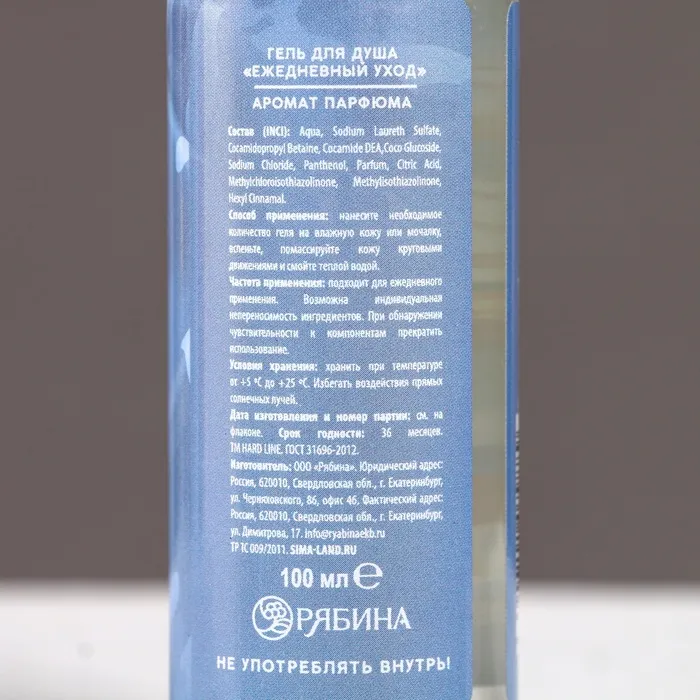 ГЕЛЬ ДЛЯ ДУША
«ЕЖЕДНЕВНЫЙ УХОД»
АРОМАТ ПАРФЮМА
Состав (INCI): Aqua, Sodium Laureth Sulfate,
Cocamidopropyl Betaine, Cocamide DEA,Coco Glucoside,
Sodium Chloride, Panthenol, Parfum, Citric Acid,
Methylchloroisothiazolinone, Methylisothiazolinone,
Hexyl Cinnamal.
Способ применения: нанесите необходимое
количество геля на влажную кожу или мочалку,
вспеньте, помассируйте кожу круговыми
движениями и смойте теплой водой.
Частота применения: подходит для ежедневного
применения. Возможна индивидуальная
непереносимость ингредиентов. При обнаружении
чувствительности к компонентам прекратить
использование.
Условия хранения: хранить при температуре
от +5 ºС до +25 ºС. Избегать воздействия прямых
солнечных лучей.
Дата изготовления и номер партии: см. на
флаконе. Срок годности: 36 месяцев.
TM HARD LINE. ГОСТ 31696-2012.
Изготовитель: ООО «Рябина». Юридический адрес:
Россия, 620010, Свердловская обл., г. Екатеринбург,
ул. Черняховского, 86, офис 46. Фактический адрес:
Россия, 620010, Свердловская обл., г. Екатеринбург,
ул. Димитрова, 17. info@ryabinaekb.ru
ТР ТС 009/2011. SIMA-LAND.RU
100 мл ℮
РЯБИНА
НЕ УПОТРЕБЛЯТЬ ВНУТРЬ!